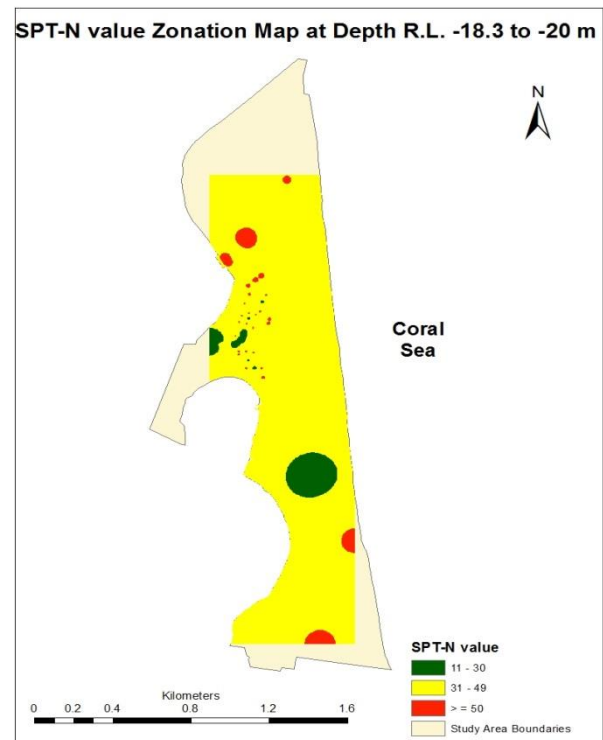 SPT-N value Zonation Map at Depth R.L. -18.3 to -20 m
N
Coral
Sea
SPT-N value
11 - 30
31 - 49
> = 50
Study Area Boundaries
Kilometers
0 0.2 0.4 0.8 1.2 1.6